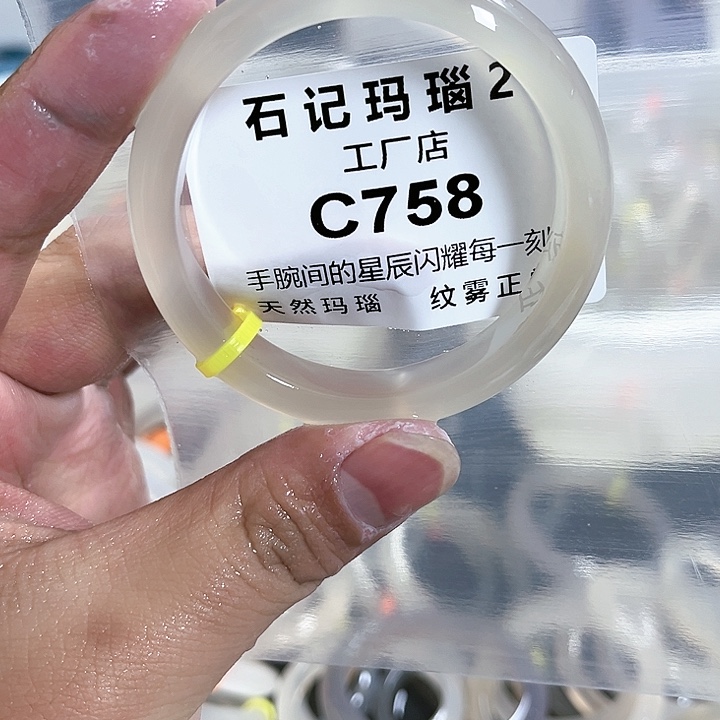 石记玛瑙2
工厂店
C758
手腕间的星辰闪耀每一刻
天然玛瑙 纹雾正